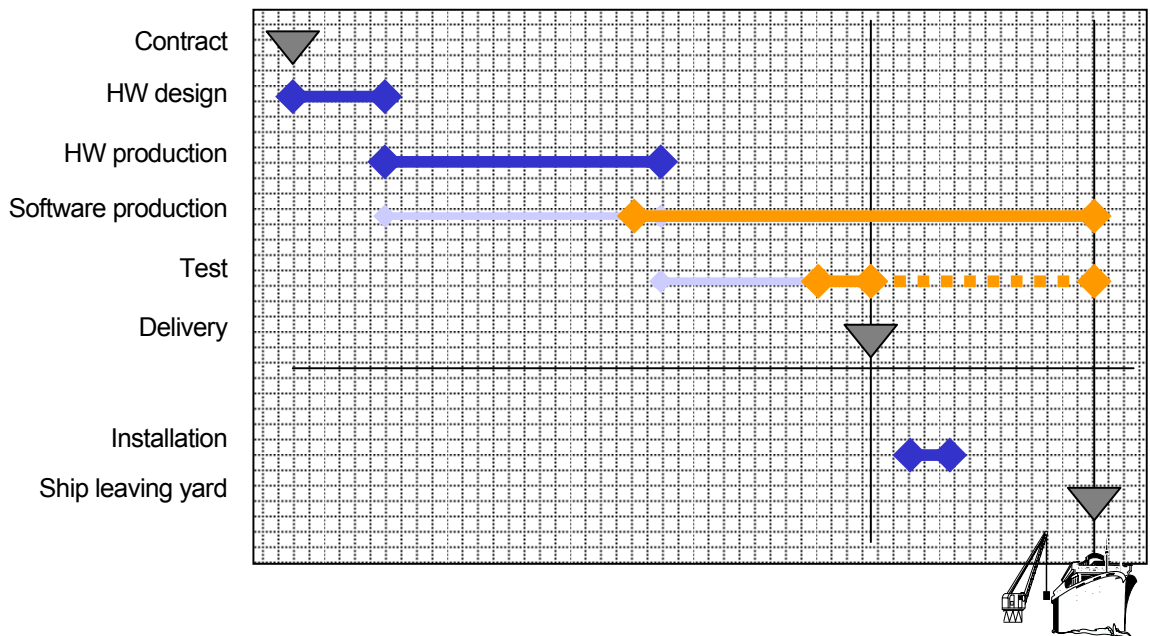 Contract
HW design
HW production
Software production
Test
Delivery
Installation
Ship leaving yard